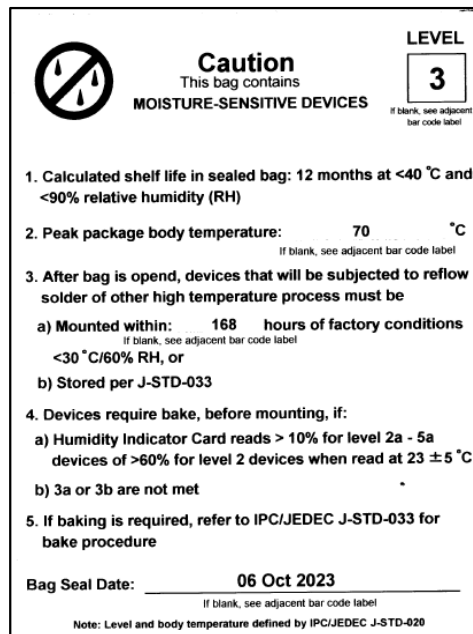 LEVEL
3
If blank, see adjacent
bar code label
Caution
This bag contains
MOISTURE-SENSITIVE DEVICES
1. Calculated shelf life in sealed bag: 12 months at <40 °C and
<90% relative humidity (RH)
2. Peak package body temperature: 70 °C
If blank, see adjacent bar code label
3. After bag is opend, devices that will be subjected to reflow
solder of other high temperature process must be
a) Mounted within: 168 hours of factory conditions
If blank, see adjacent bar code label
<30 °C/60% RH, or
b) Stored per J-STD-033
4. Devices require bake, before mounting, if:
a) Humidity Indicator Card reads > 10% for level 2a - 5a
devices of >60% for level 2 devices when read at 23 ±5 °C
b) 3a or 3b are not met
5. If baking is required, refer to IPC/JEDEC J-STD-033 for
bake procedure
Bag Seal Date: 06 Oct 2023
If blank, see adjacent bar code label
Note: Level and body temperature defined by IPC/JEDEC J-STD-020